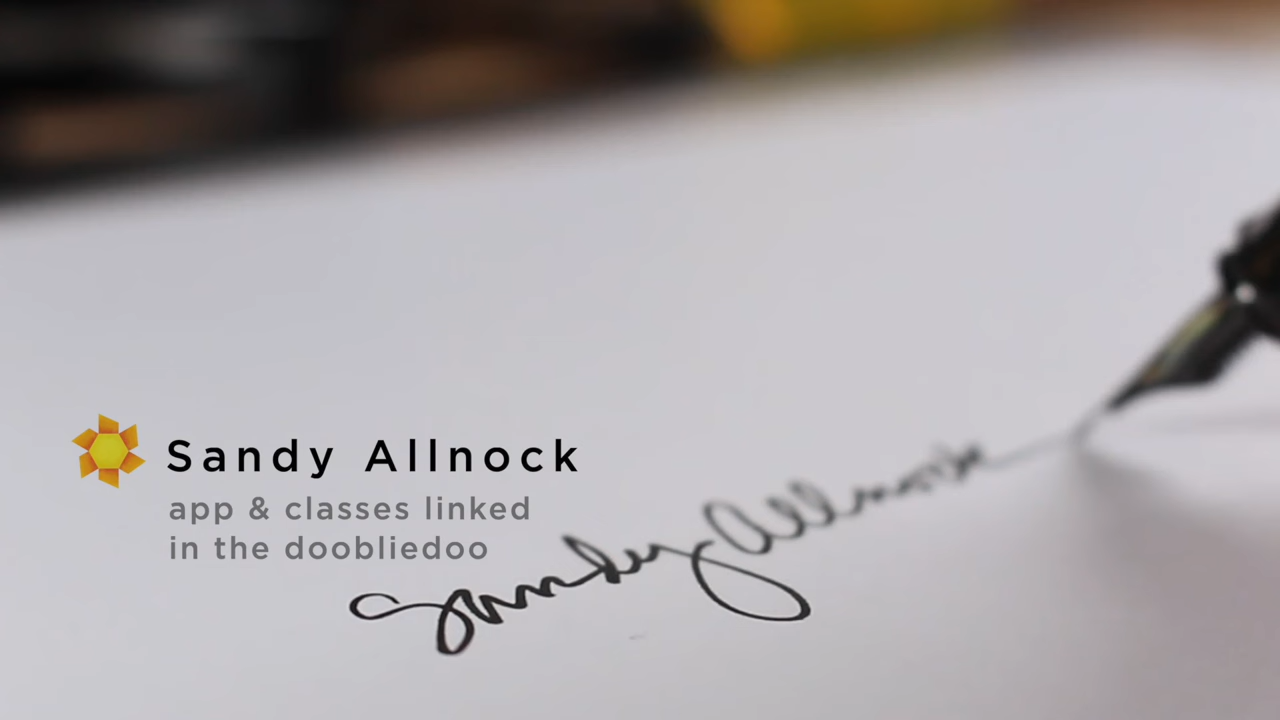 Sandy Allnock
app & classes linked
in the doobliedoo
Sandy Allnock